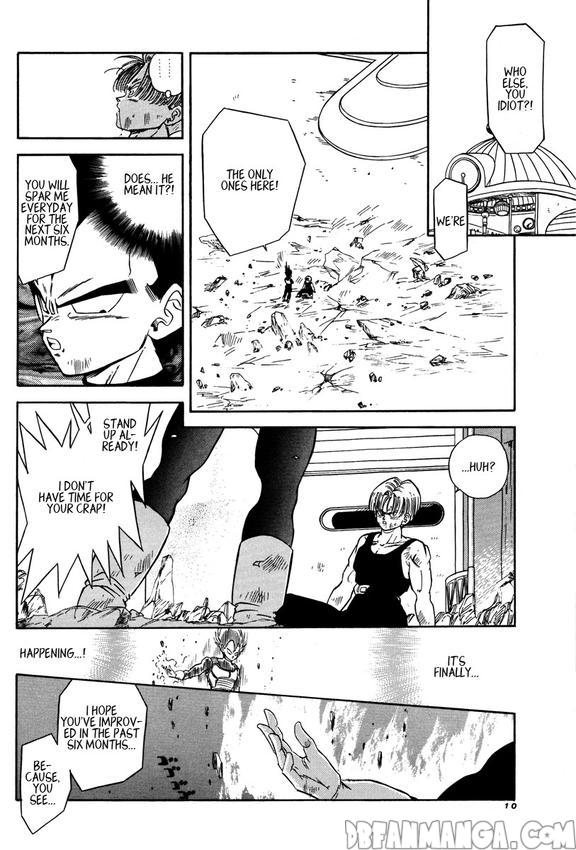 WHO
ELSE,
YOU
IDIOT?!
WE'RE
THE ONLY
ONES HERE!
......
DOES... HE
MEAN IT?!
YOU WILL
SPAR ME
EVERYDAY
FOR THE
NEXT SIX
MONTHS.
...HUH?
STAND
UP AL-
READY!
I DON'T
HAVE TIME FOR
YOUR CRAP!
IT'S
FINALLY...
HAPPENING...!
I HOPE
YOU'VE IMPROV-
ED IN THE PAST
SIX MONTHS...
BE-
CAUSE,
YOU
SEE...
10
DBFANMANGA.COM